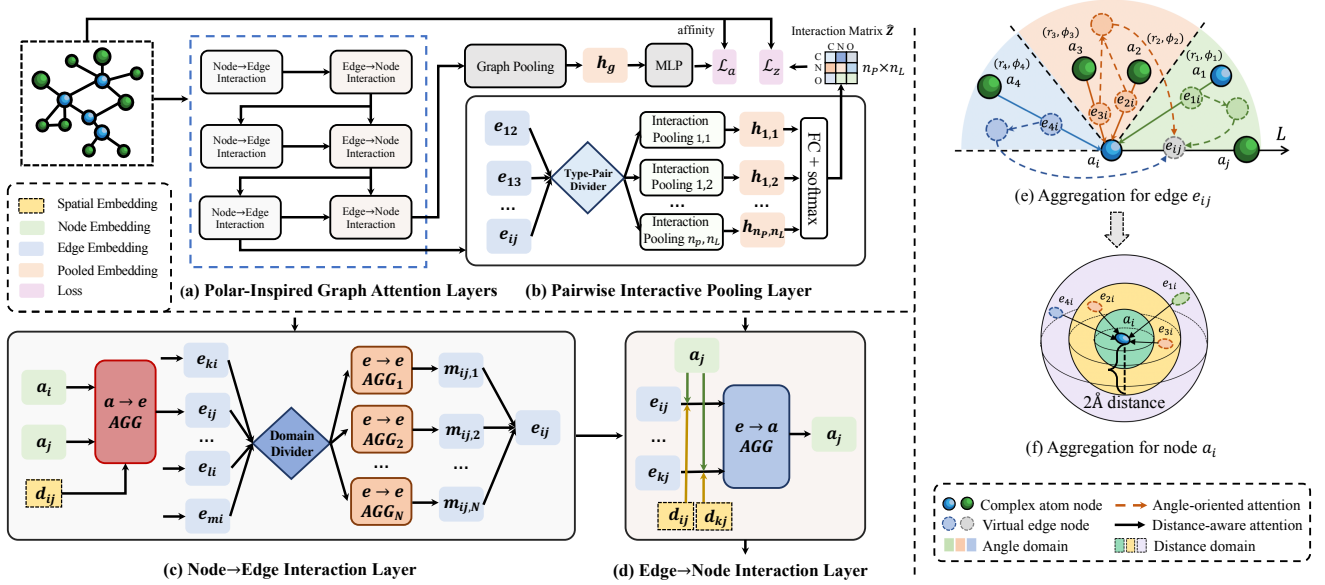 Node→Edge
Interaction
Edge→Node
Interaction
Node→Edge
Interaction
Edge→Node
Interaction
Node→Edge
Interaction
Edge→Node
Interaction
(a) Polar-Inspired Graph Attention Layers
Spatial Embedding
Node Embedding
Edge Embedding
Pooled Embedding
Loss
Graph Pooling
h_g
MLP
affinity
ℒ_a
ℒ_z
Interaction Matrix Ẑ
C N O
C
N
O
n_P×n_L
e_12
e_13
...
e_ij
Type-Pair
Divider
Interaction
Pooling 1,1
Interaction
Pooling 1,2
...
Interaction
Pooling n_P, n_L
h_1,1
h_1,2
...
h_{n_P,n_L}
FC + softmax
(b) Pairwise Interactive Pooling Layer
a_i
a_j
d_ij
a → e
AGG
e_ki
e_ij
...
e_li
e_mi
Domain
Divider
e → e
AGG_1
e → e
AGG_2
...
e → e
AGG_N
m_ij,1
m_ij,2
...
m_ij,N
e_ij
(c) Node→Edge Interaction Layer
a_j
e_ij
...
e_kj
d_ij
d_kj
e → a
AGG
a_j
(d) Edge→Node Interaction Layer
(r_3, ϕ_3)
a_3
(r_2, ϕ_2)
a_2
(r_4, ϕ_4)
a_4
(r_1, ϕ_1)
a_1
e_3i
e_2i
e_1i
e_4i
e_ij
a_i
a_j
L
(e) Aggregation for edge e_ij
e_4i
e_2i
e_1i
a_i
e_3i
2Å distance
(f) Aggregation for node a_i
Complex atom node
Virtual edge node
Angle domain
Angle-oriented attention
Distance-aware attention
Distance domain